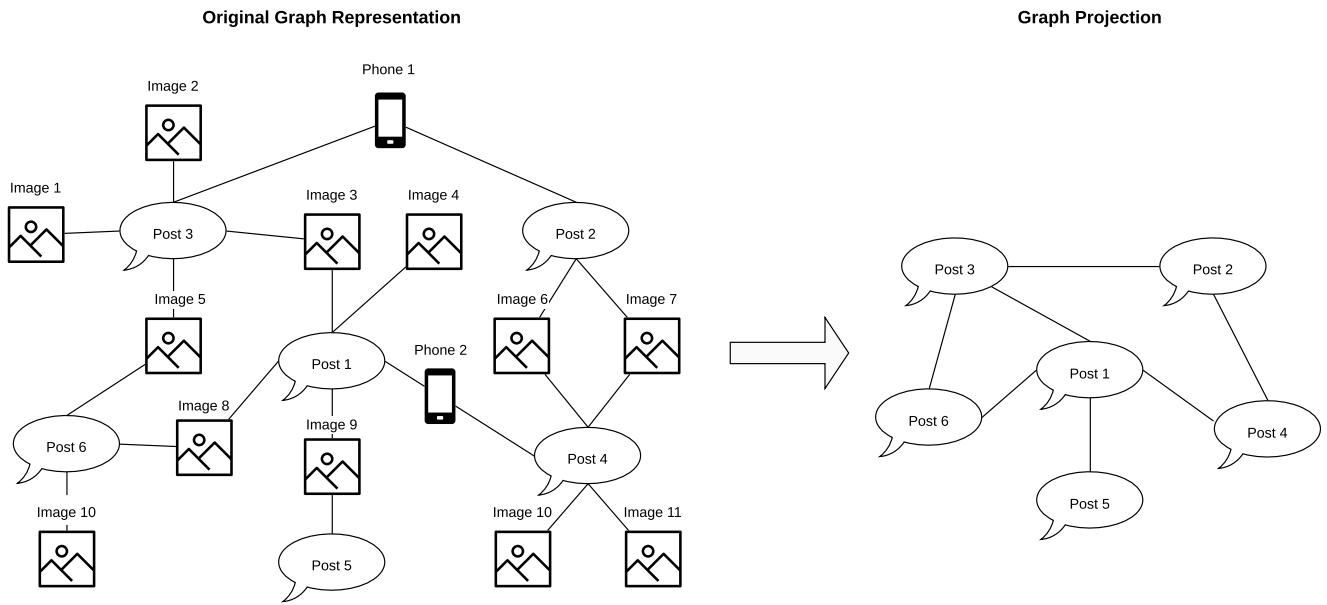 Original Graph Representation
Graph Projection
Phone 1
Image 2
Image 1
Image 3
Image 4
Post 3
Post 2
Image 5
Image 6
Image 7
Phone 2
Post 1
Image 8
Image 9
Post 6
Post 4
Image 10
Image 10
Image 11
Post 5
Post 3
Post 2
Post 1
Post 6
Post 4
Post 5